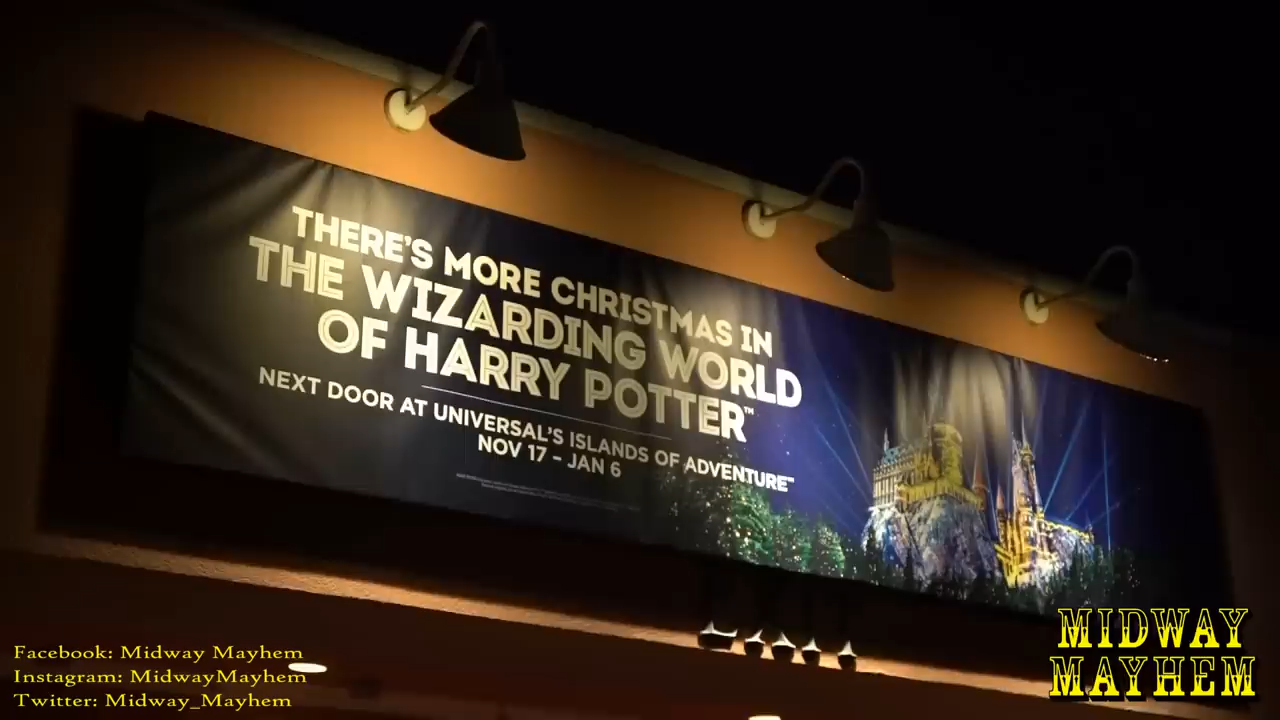 THERE'S MORE CHRISTMAS IN
THE WIZARDING WORLD
OF HARRY POTTER™
NEXT DOOR AT UNIVERSAL'S ISLANDS OF ADVENTURE™
NOV 17 – JAN 6
Facebook: Midway Mayhem
Instagram: MidwayMayhem
Twitter: Midway_Mayhem
MIDWAY
MAYHEM